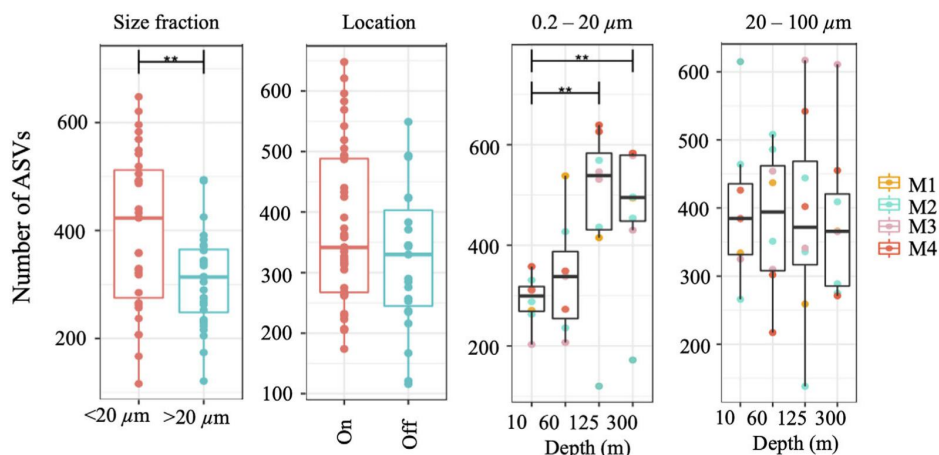 Size fraction
Location
0.2 – 20 µm
20 – 100 µm
Number of ASVs
**
600
400
200
<20 µm
>20 µm
600
500
400
300
200
100
On
Off
**
**
600
400
200
10
60
125
300
Depth (m)
600
500
400
300
200
10
60
125
300
Depth (m)
M1
M2
M3
M4